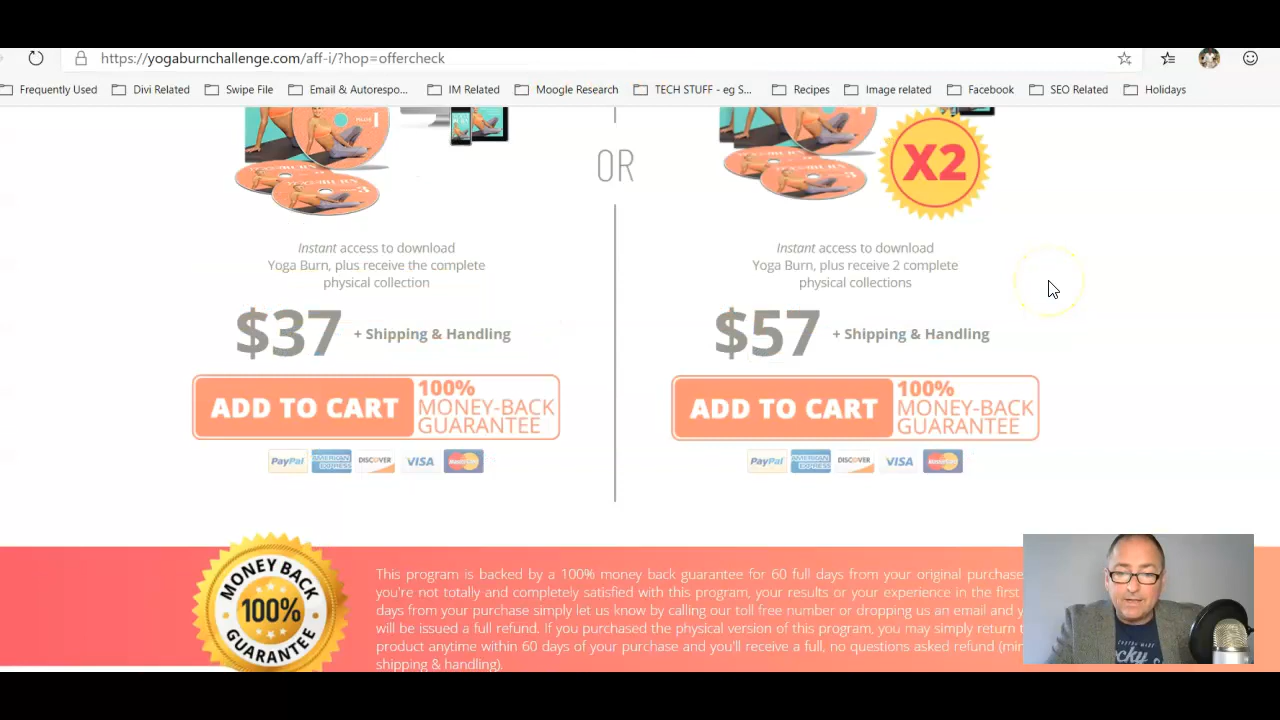 https://yogaburnchallenge.com/aff-i/?hop=offercheck
Frequently Used
Divi Related
Swipe File
Email & Autorespo...
IM Related
Moogle Research
TECH STUFF - eg S...
Recipes
Image related
Facebook
SEO Related
Holidays
OR
X2
Instant access to download
Yoga Burn, plus receive the complete
physical collection
$37 + Shipping & Handling
ADD TO CART
100%
MONEY-BACK
GUARANTEE
PayPal
AMERICAN EXPRESS
DISCOVER
VISA
MasterCard
Instant access to download
Yoga Burn, plus receive 2 complete
physical collections
$57 + Shipping & Handling
ADD TO CART
100%
MONEY-BACK
GUARANTEE
PayPal
AMERICAN EXPRESS
DISCOVER
VISA
MasterCard
MONEY BACK
100%
GUARANTEE
This program is backed by a 100% money back guarantee for 60 full days from your original purchase
you're not totally and completely satisfied with this program, your results or your experience in the first
days from your purchase simply let us know by calling our toll free number or dropping us an email and y
will be issued a full refund. If you purchased the physical version of this program, you may simply return t
product anytime within 60 days of your purchase and you'll receive a full, no questions asked refund (min
shipping & handling).